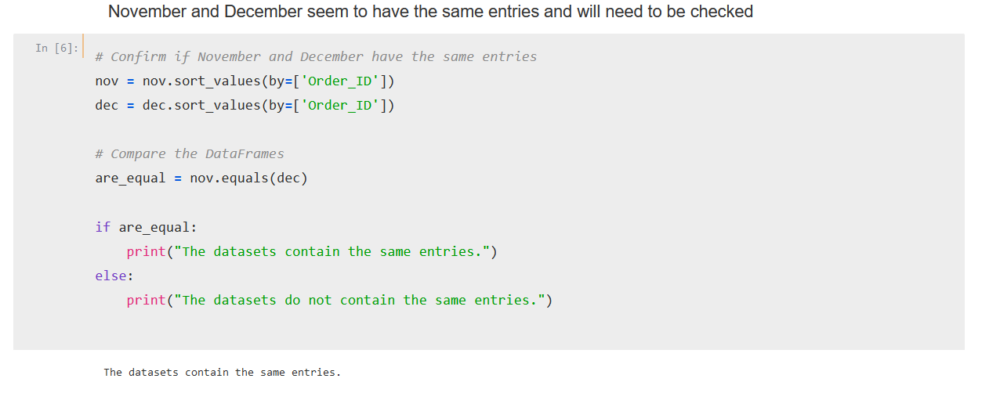 November and December seem to have the same entries and will need to be checked
In [6]:
# Confirm if November and December have the same entries
nov = nov.sort_values(by=['Order_ID'])
dec = dec.sort_values(by=['Order_ID'])
# Compare the DataFrames
are_equal = nov.equals(dec)
if are_equal:
    print("The datasets contain the same entries.")
else:
    print("The datasets do not contain the same entries.")
The datasets contain the same entries.